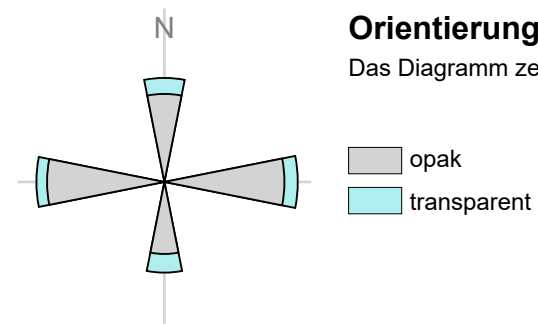 N
Orientierung
Das Diagramm ze
opak
transparent